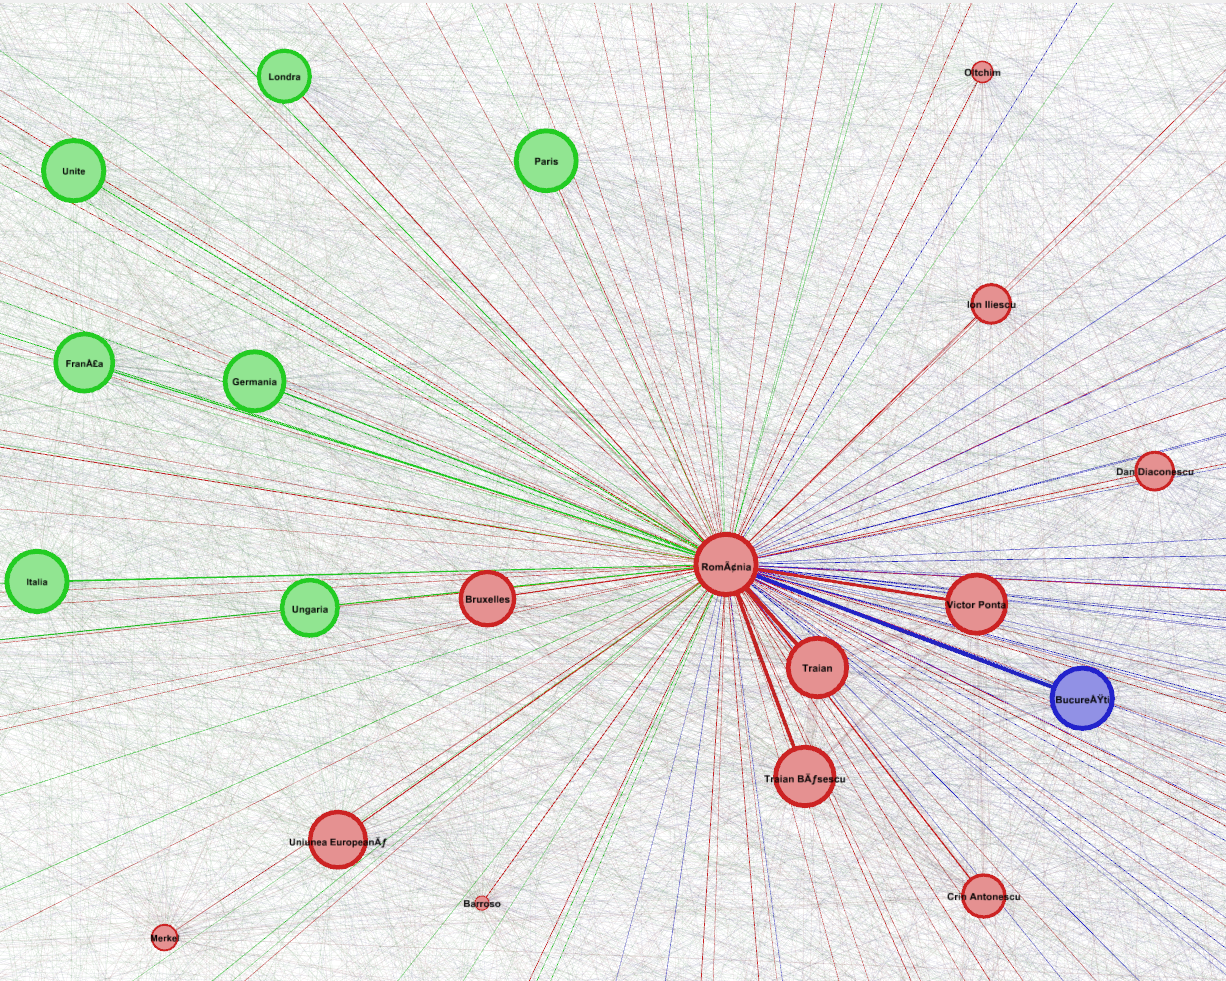 Londra
Oltchim
Paris
Unite
Ion Iliescu
FranÅ£a
Germania
Dan Diaconescu
RomÃ¢nia
Italia
Bruxelles
Ungaria
Victor Ponta
Traian
BucureÅŸti
Traian BÄƒsescu
Uniunea EuropeanÄƒ
Crin Antonescu
Barroso
Merkel